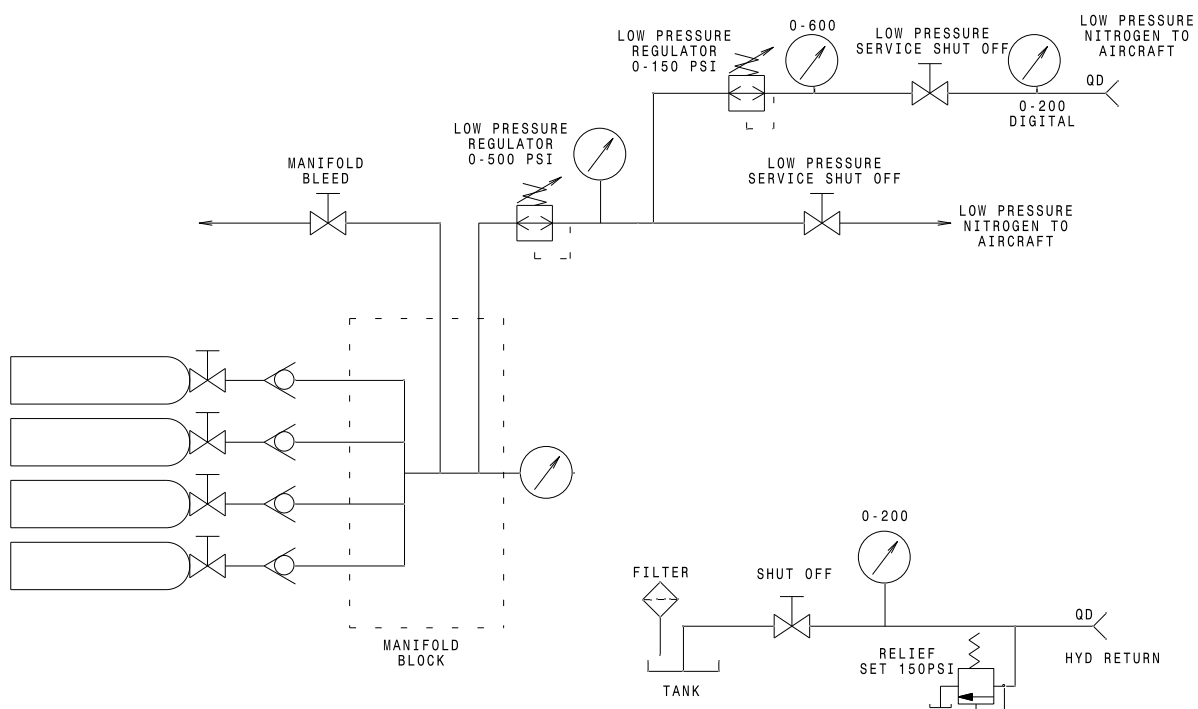 LOW PRESSURE
REGULATOR
0-150 PSI
0-600
LOW PRESSURE
SERVICE SHUT OFF
LOW PRESSURE
NITROGEN TO
AIRCRAFT
QD
0-200
DIGITAL
LOW PRESSURE
REGULATOR
0-500 PSI
MANIFOLD
BLEED
LOW PRESSURE
SERVICE SHUT OFF
LOW PRESSURE
NITROGEN TO
AIRCRAFT
0-200
FILTER
SHUT OFF
QD
MANIFOLD
BLOCK
RELIEF
SET 150PSI
HYD RETURN
TANK